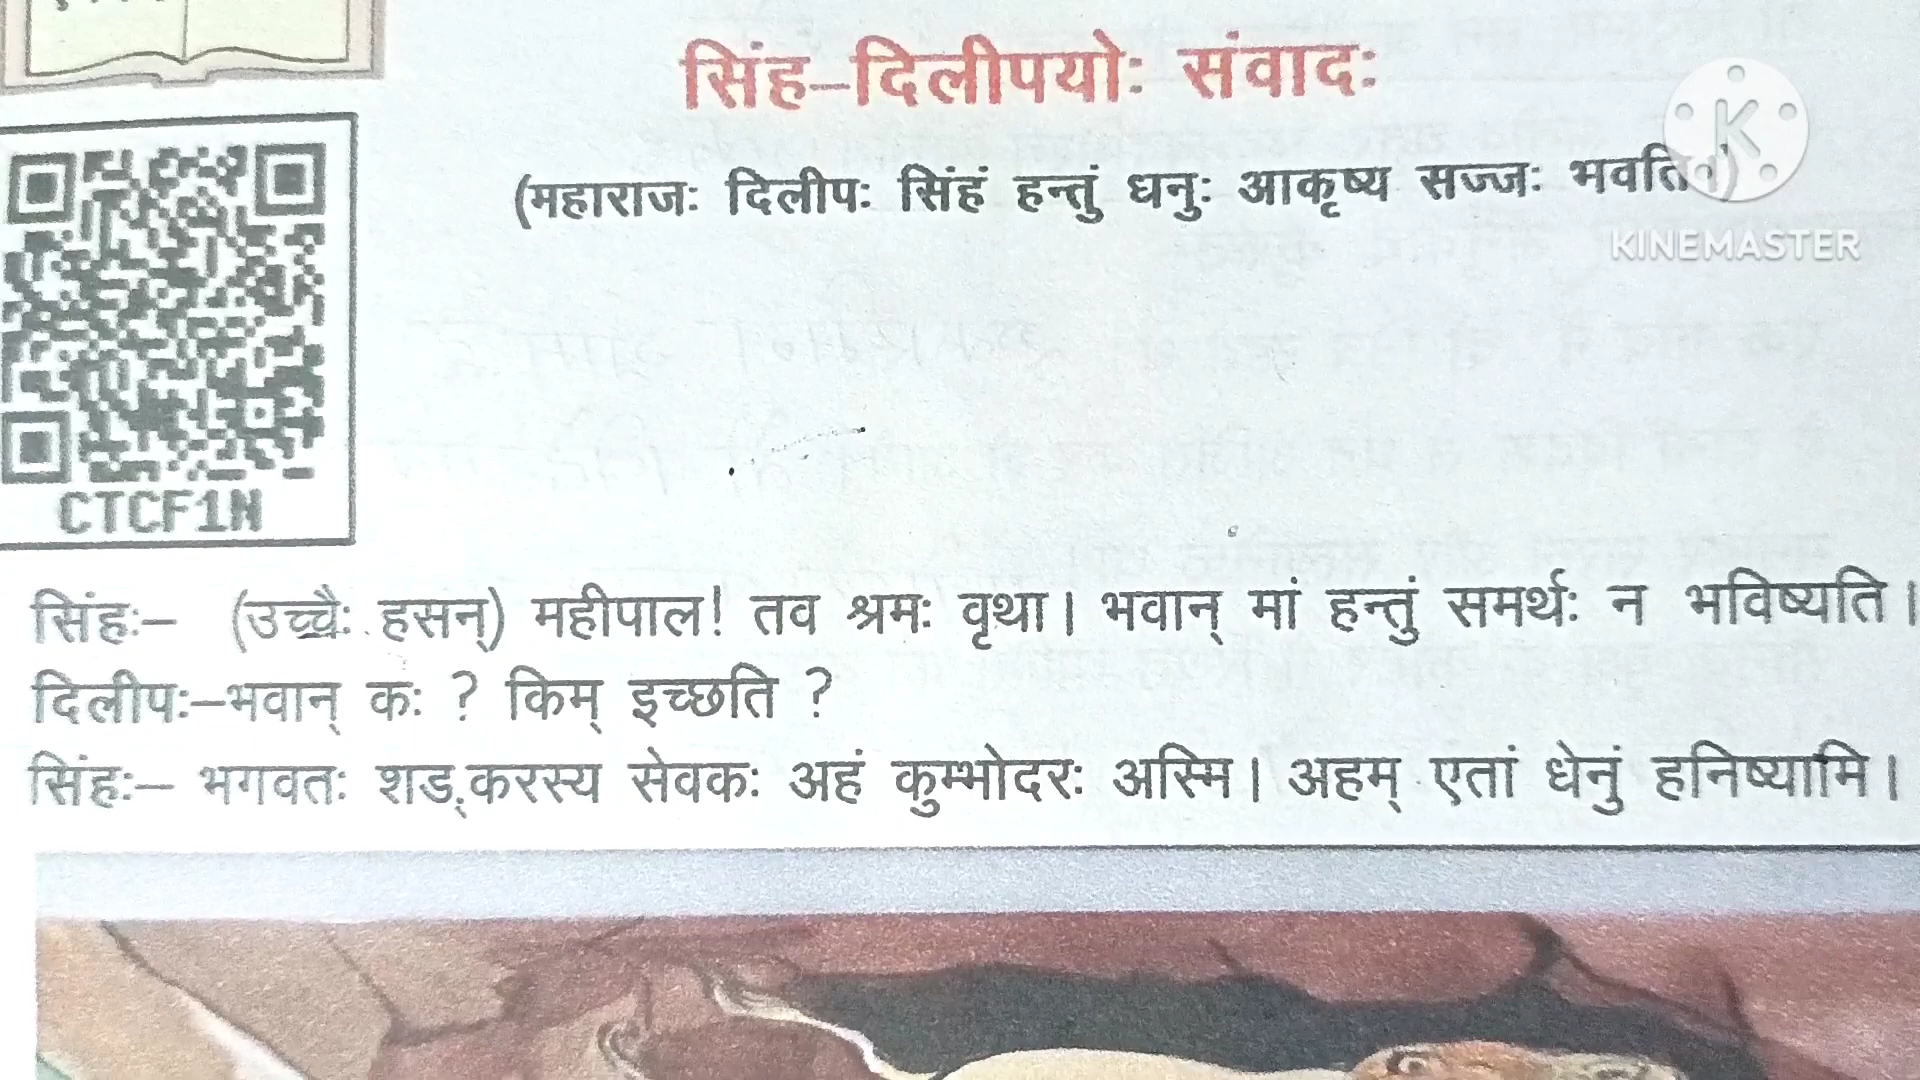 सिंह–दिलीपयोः संवादः
(महाराजः दिलीपः सिंहं हन्तुं धनुः आकृष्य सज्जः भवति।)
K
KINEMASTER
CTCF1N
सिंहः– (उच्चैः हसन्) महीपाल! तव श्रमः वृथा। भवान् मां हन्तुं समर्थः न भविष्यति।
दिलीपः–भवान् कः ? किम् इच्छति ?
सिंहः– भगवतः शङ्करस्य सेवकः अहं कुम्भोदरः अस्मि। अहम् एतां धेनुं हनिष्यामि।